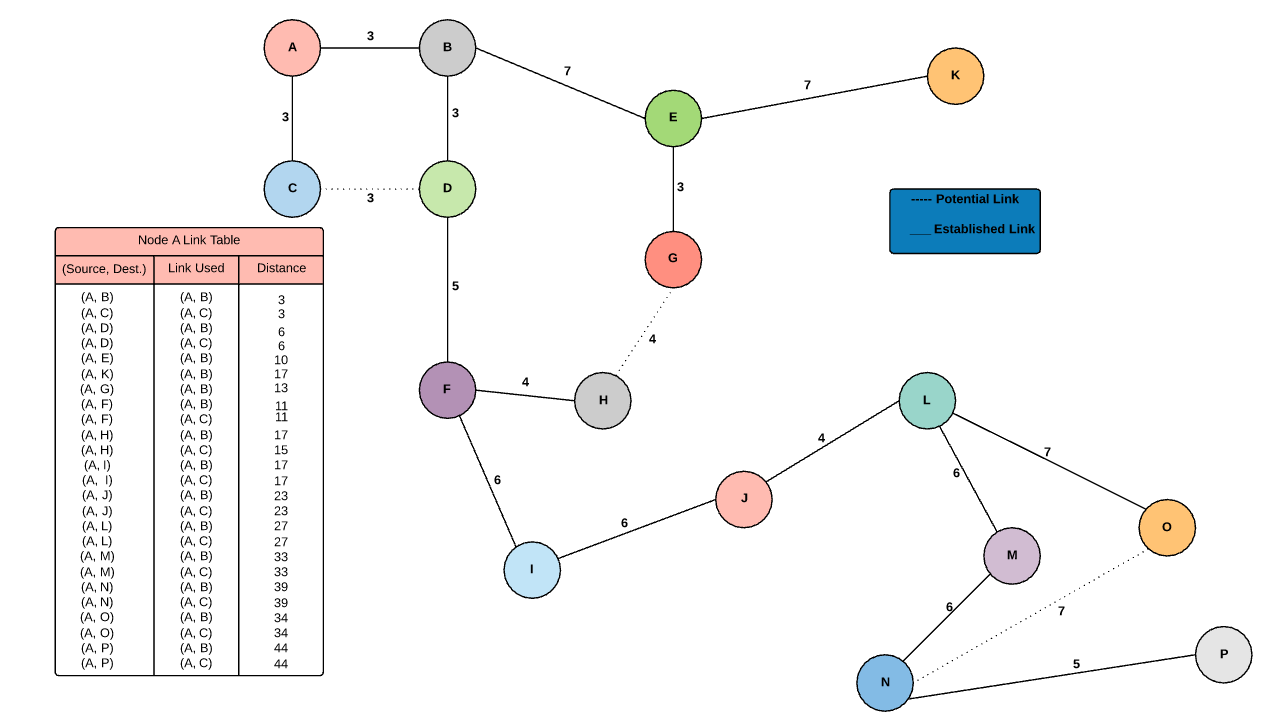 A
3
B
7
7
K
E
3
3
3
C
3
D
G
----- Potential Link
___ Established Link
Node A Link Table
(Source, Dest.) Link Used Distance
(A, B) (A, B) 3
(A, C) (A, C) 3
(A, D) (A, B) 6
(A, D) (A, C) 6
(A, E) (A, B) 10
(A, K) (A, B) 17
(A, G) (A, B) 13
(A, F) (A, B) 11
(A, F) (A, C) 11
(A, H) (A, B) 17
(A, H) (A, C) 15
(A, I) (A, B) 17
(A, I) (A, C) 17
(A, J) (A, B) 23
(A, J) (A, C) 23
(A, L) (A, B) 27
(A, L) (A, C) 27
(A, M) (A, B) 33
(A, M) (A, C) 33
(A, N) (A, B) 39
(A, N) (A, C) 39
(A, O) (A, B) 34
(A, O) (A, C) 34
(A, P) (A, B) 44
(A, P) (A, C) 44
5
4
F
4
H
L
4
6
7
6
6
J
O
I
M
6
7
N
5
P